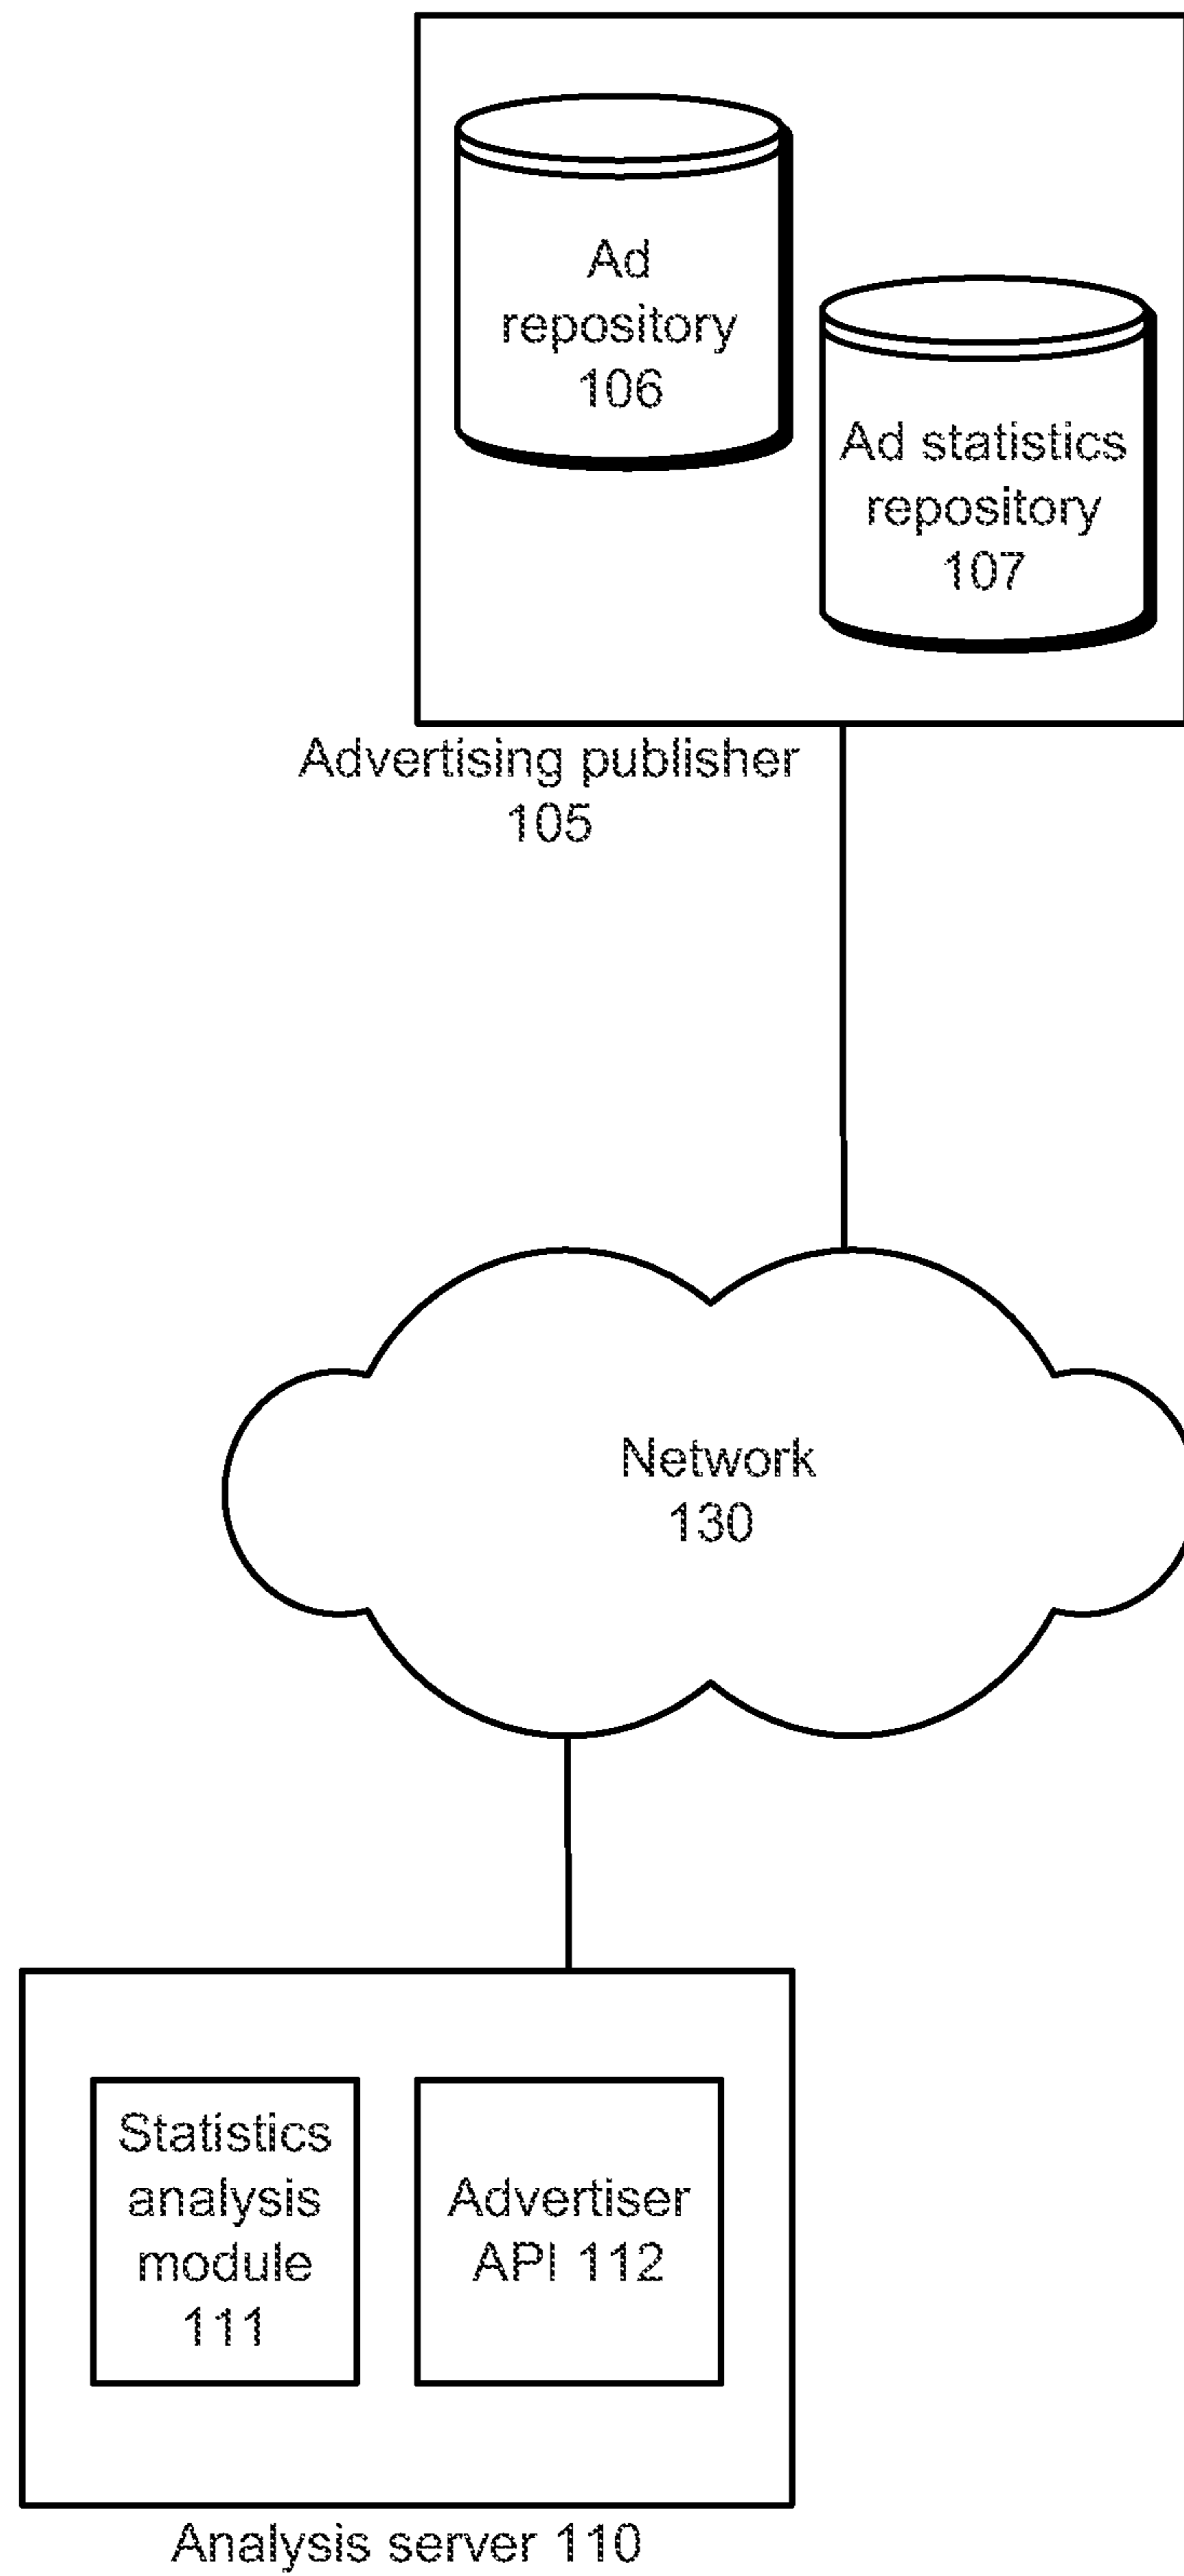 Ad
repository
106
Ad statistics
repository
107
Advertising publisher
105
Network
130
Statistics
analysis
module
111
Advertiser
API 112
Analysis server 110